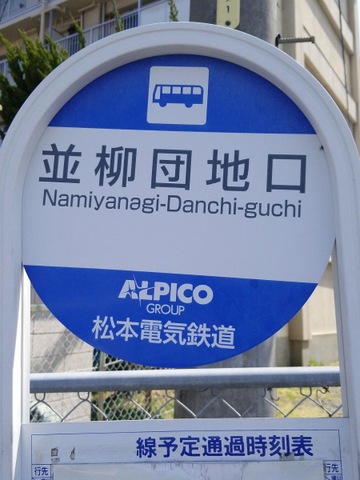 並柳団地口
Namiyanagi-Danchi-guchi
ALPICO
GROUP
松本電気鉄道
線予定通過時刻表
行先
行先